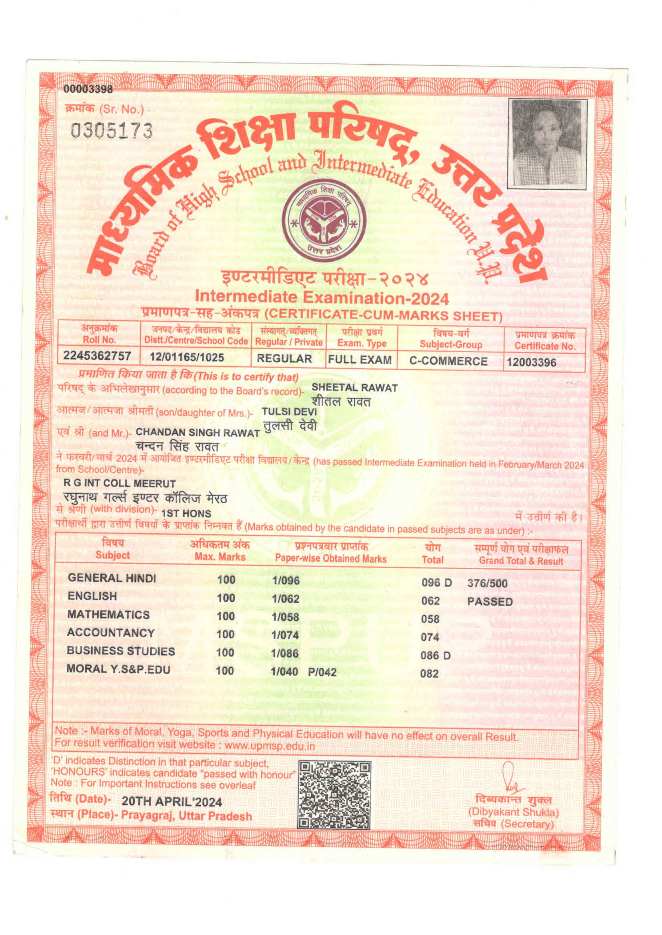 00003398
क्रमांक (Sr. No.)
0305173
माध्यमिक शिक्षा परिषद्, उत्तर प्रदेश
Board of High School and Intermediate Education U.P.
माध्यमिक शिक्षा परिषद्
उत्तर प्रदेश
इण्टरमीडिएट परीक्षा-२०२४
Intermediate Examination-2024
प्रमाणपत्र-सह-अंकपत्र (CERTIFICATE-CUM-MARKS SHEET)
अनुक्रमांक जनपद/केन्द्र/विद्यालय कोड संस्थागत/व्यक्तिगत परीक्षा प्रवर्ग विषय-वर्ग प्रमाणपत्र क्रमांक
Roll No. Distt./Centre/School Code Regular / Private Exam. Type Subject-Group Certificate No.
2245362757 12/01165/1025 REGULAR FULL EXAM C-COMMERCE 12003396
प्रमाणित किया जाता है कि(This is to certify that)
परिषद् के अभिलेखानुसार (according to the Board's record)- SHEETAL RAWAT
शीतल रावत
आत्मज/आत्मजा श्रीमती (son/daughter of Mrs.)- TULSI DEVI
तुलसी देवी
एवं श्री (and Mr.)- CHANDAN SINGH RAWAT
चन्दन सिंह रावत
ने फरवरी/मार्च 2024 में आयोजित इण्टरमीडिएट परीक्षा विद्यालय/केन्द्र (has passed Intermediate Examination held in February/March 2024
from School/Centre)-
R G INT COLL MEERUT
रघुनाथ गर्ल्स इण्टर कॉलिज मेरठ
से श्रेणी (with division)- 1ST HONS में उत्तीर्ण की है।
परीक्षार्थी द्वारा उत्तीर्ण विषयों के प्राप्तांक निम्नवत हैं (Marks obtained by the candidate in passed subjects are as under) :-
विषय अधिकतम अंक प्रश्नपत्रवार प्राप्तांक योग सम्पूर्ण योग एवं परीक्षाफल
Subject Max. Marks Paper-wise Obtained Marks Total Grand Total & Result
GENERAL HINDI 100 1/096 096 D 376/500
ENGLISH 100 1/062 062 PASSED
MATHEMATICS 100 1/058 058
ACCOUNTANCY 100 1/074 074
BUSINESS STUDIES 100 1/086 086 D
MORAL Y.S&P.EDU 100 1/040 P/042 082
Note :- Marks of Moral, Yoga, Sports and Physical Education will have no effect on overall Result.
For result verification visit website : www.upmsp.edu.in
'D' indicates Distinction in that particular subject,
'HONOURS' indicates candidate "passed with honour"
Note : For Important Instructions see overleaf
तिथि (Date)- 20TH APRIL'2024
स्थान (Place)- Prayagraj, Uttar Pradesh
दिब्यकान्त शुक्ल
(Dibyakant Shukla)
सचिव (Secretary)